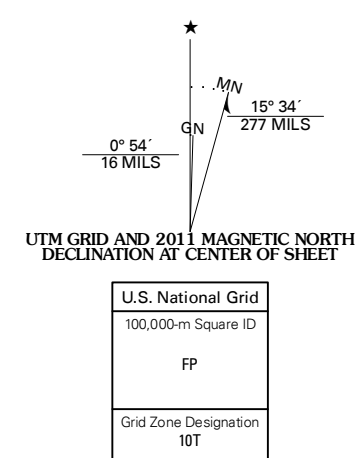 ★
MN
15° 34´
277 MILS
GN
0° 54´
16 MILS
UTM GRID AND 2011 MAGNETIC NORTH
DECLINATION AT CENTER OF SHEET
U.S. National Grid
100,000-m Square ID
FP
Grid Zone Designation
10T